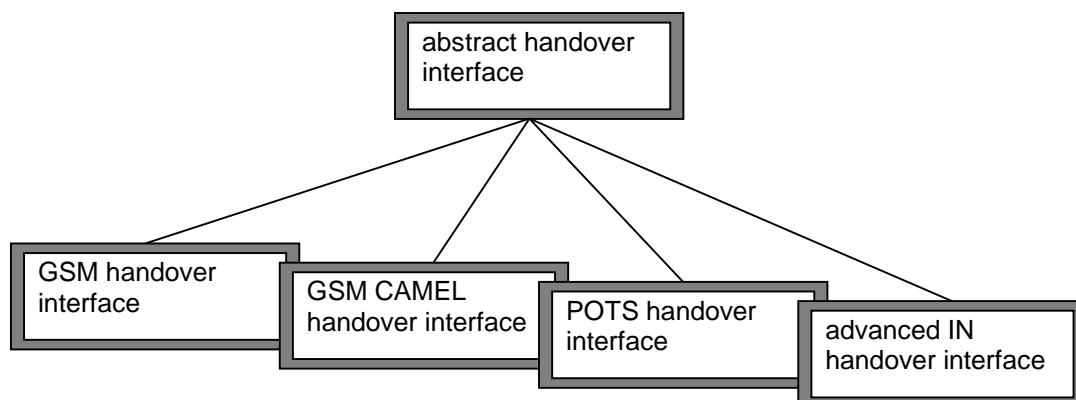 abstract handover
interface
GSM handover
interface
GSM CAMEL
handover interface
POTS handover
interface
advanced IN
handover interface